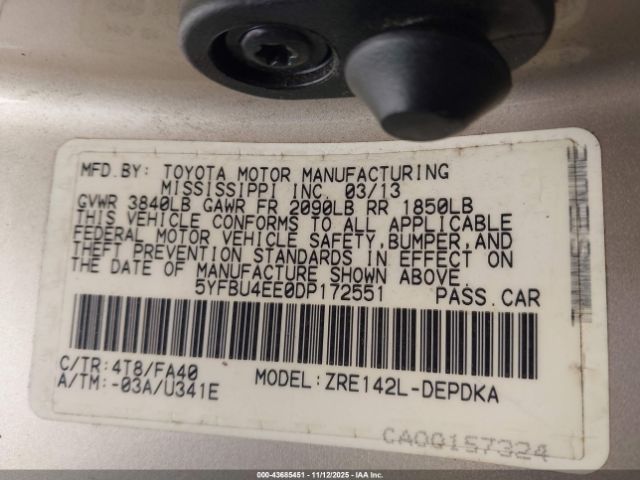 MFD.BY: TOYOTA MOTOR MANUFACTURING
MISSISSIPPI INC. 03/13
GVWR 3840LB GAWR FR 2090LB RR 1850LB
THIS VEHICLE CONFORMS TO ALL APPLICABLE
FEDERAL MOTOR VEHICLE SAFETY,BUMPER,AND
THEFT PREVENTION STANDARDS IN EFFECT ON
THE DATE OF MANUFACTURE SHOWN ABOVE.
5YFBU4EE0DP172551 PASS.CAR
C/TR:4T8/FA40
A/TM:-03A/U341E
MODEL:ZRE142L-DEPDKA
CA00157324
000-43685451 | 11/12/2025 | IAAI.COM